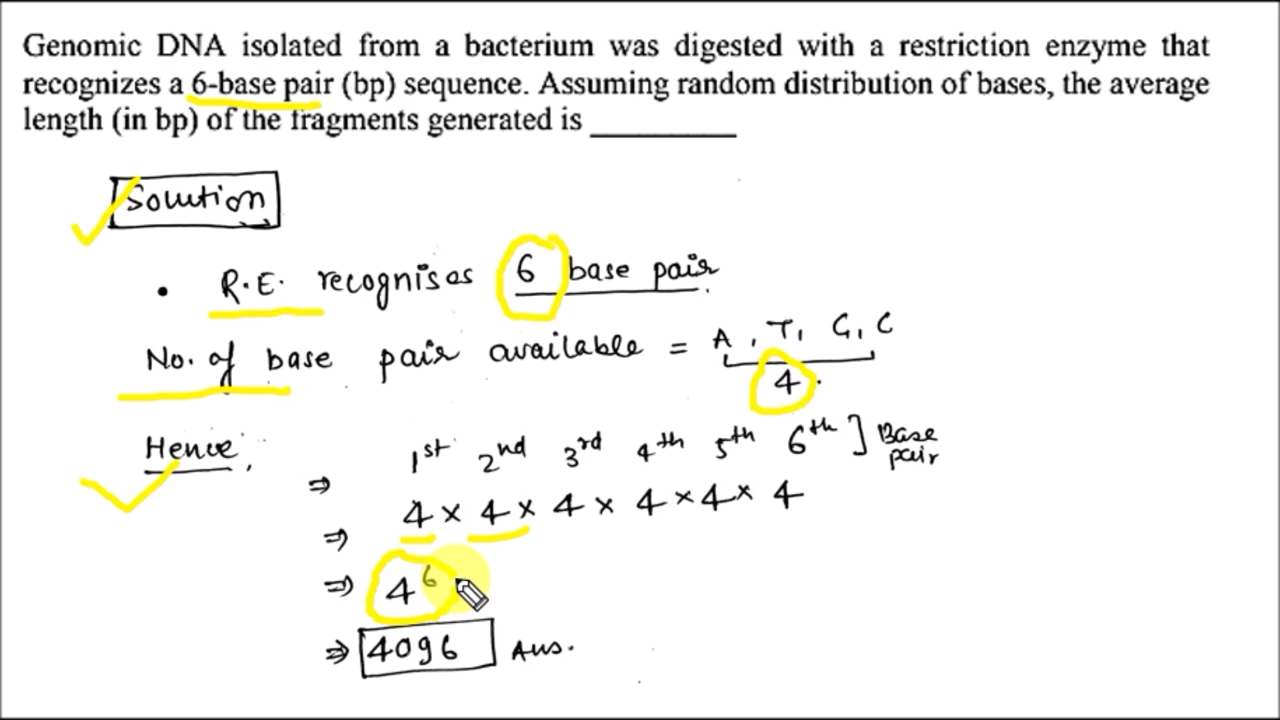 Genomic DNA isolated from a bacterium was digested with a restriction enzyme that
recognizes a 6-base pair (bp) sequence. Assuming random distribution of bases, the average
length (in bp) of the fragments generated is __________
Solution
• R.E. recognises 6 base pair.
No. of base pair available = A, T, G, C
4.
Hence,
1st 2nd 3rd 4th 5th 6th ] Base pair
⇒
4 × 4 × 4 × 4 × 4 × 4
⇒
⇒ 4⁶
⇒ 4096 Ans.